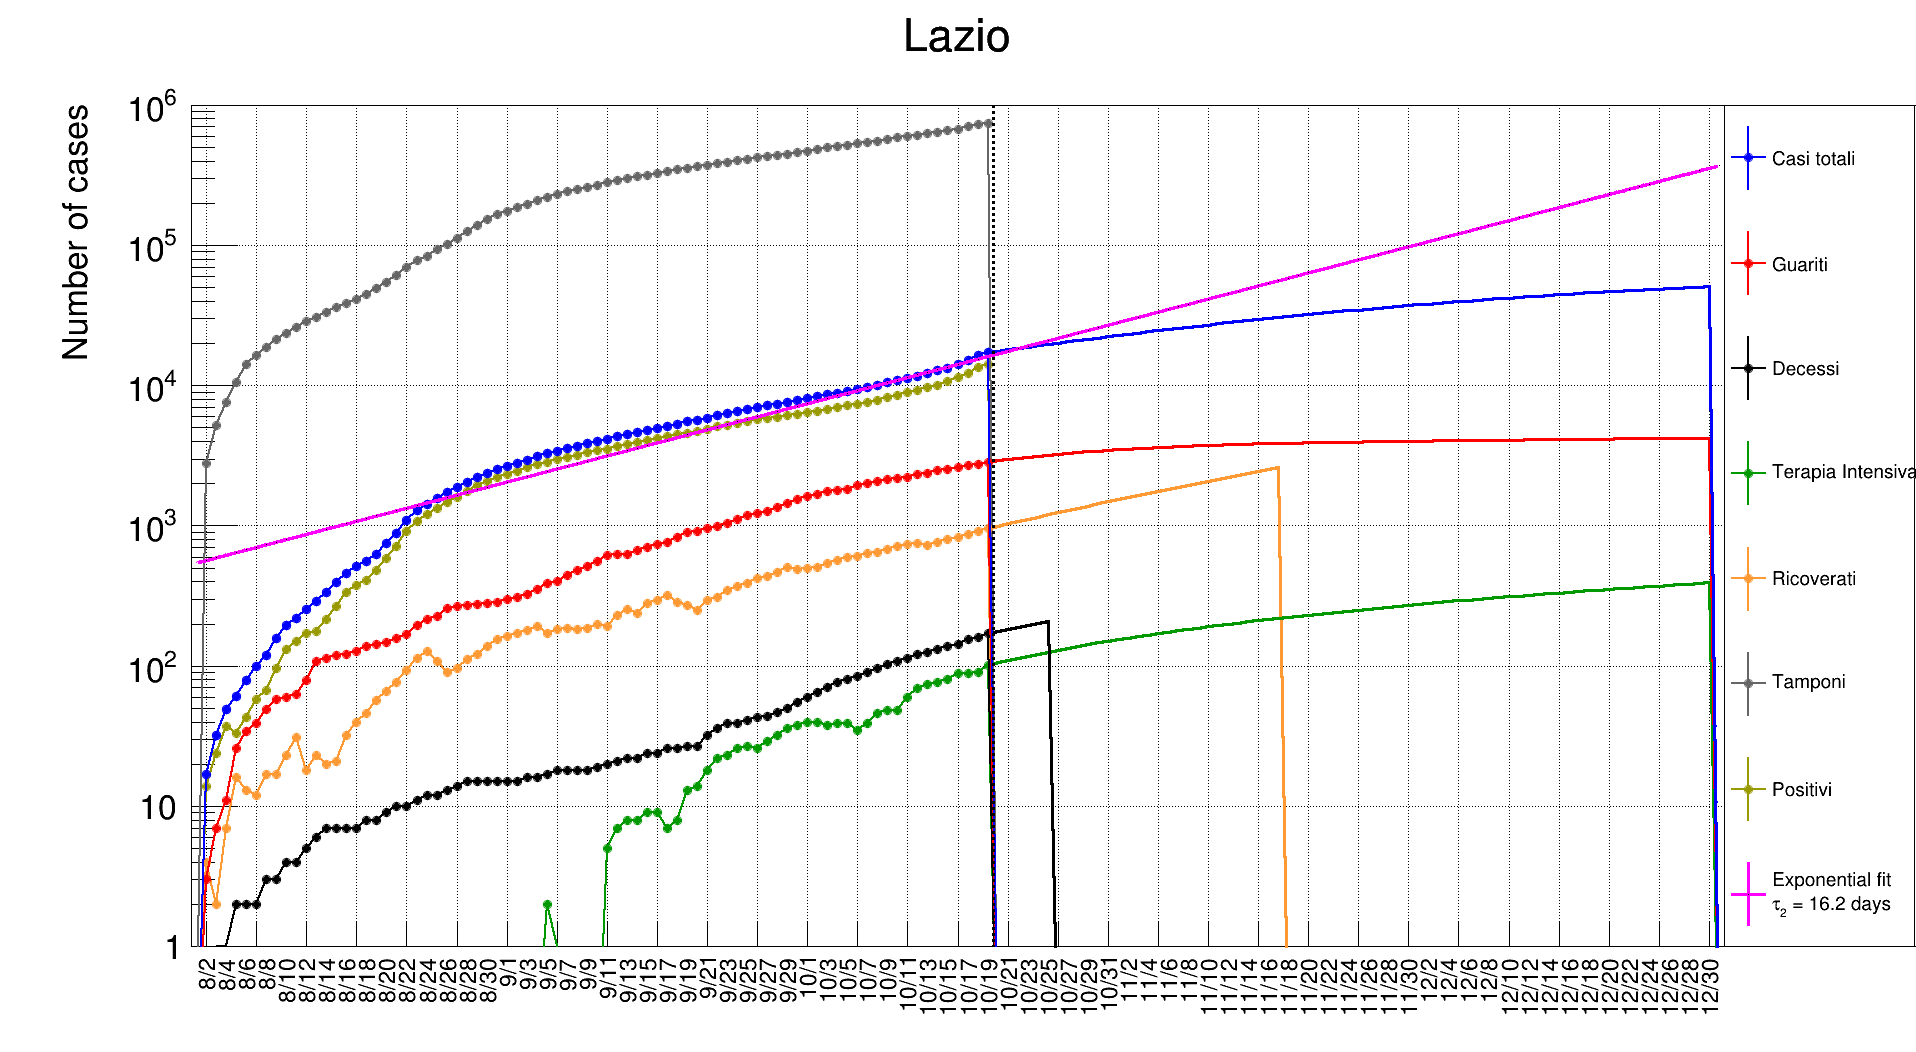 Lazio
Number of cases
10^6
10^5
10^4
10^3
10^2
10
1
8/2 8/4 8/6 8/8 8/10 8/12 8/14 8/16 8/18 8/20 8/22 8/24 8/26 8/28 8/30 9/1 9/3 9/5 9/7 9/9 9/11 9/13 9/15 9/17 9/19 9/21 9/23 9/25 9/27 9/29 10/1 10/3 10/5 10/7 10/9 10/11 10/13 10/15 10/17 10/19 10/21 10/23 10/25 10/27 10/29 10/31 11/2 11/4 11/6 11/8 11/10 11/12 11/14 11/16 11/18 11/20 11/22 11/24 11/26 11/28 11/30 12/2 12/4 12/6 12/8 12/10 12/12 12/14 12/16 12/18 12/20 12/22 12/24 12/26 12/28 12/30
Casi totali
Guariti
Decessi
Terapia Intensiva
Ricoverati
Tamponi
Positivi
Exponential fit
τ₂ = 16.2 days